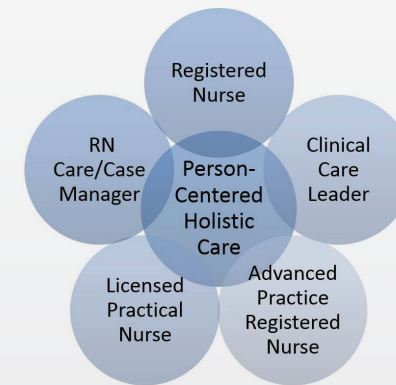 Registered
Nurse
RN
Care/Case
Manager
Clinical
Care
Leader
Person-
Centered
Holistic
Care
Licensed
Practical
Nurse
Advanced
Practice
Registered
Nurse